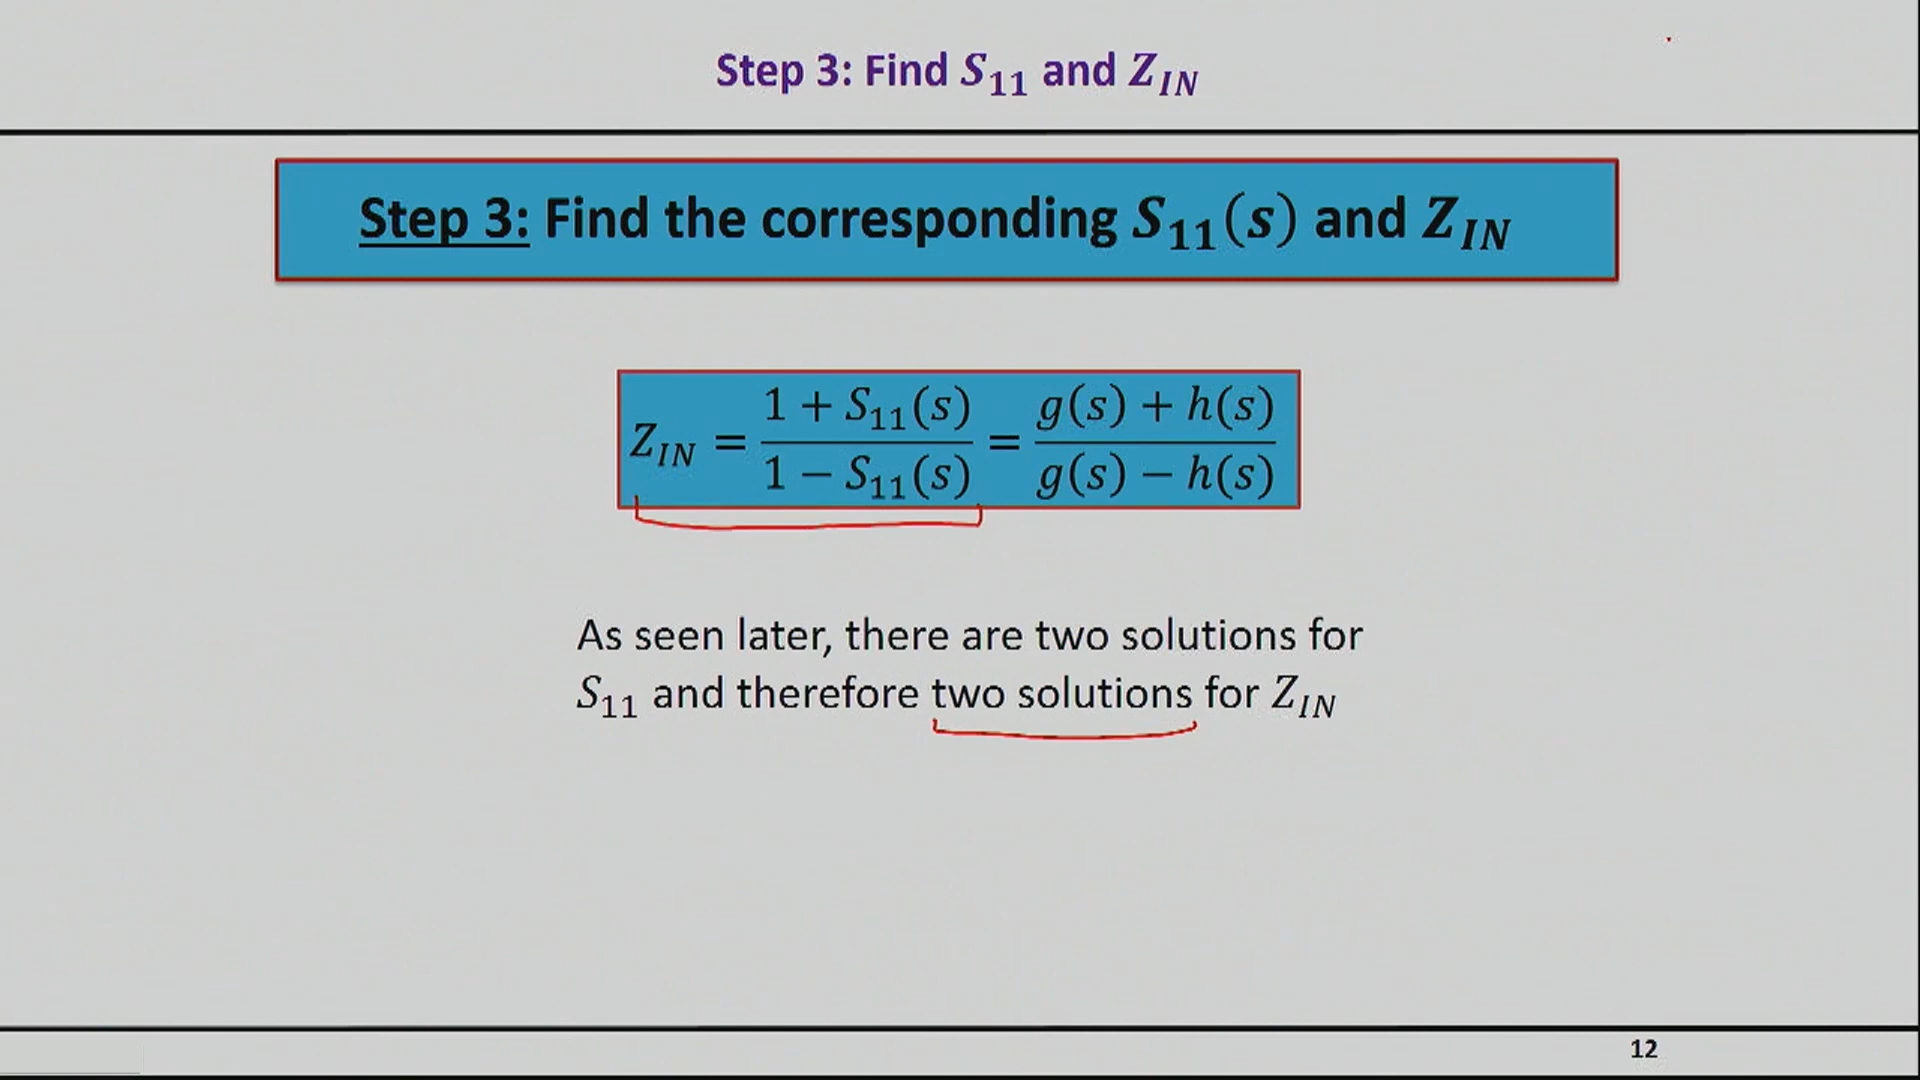 Step 3: Find S₁₁ and Z_IN
Step 3: Find the corresponding S₁₁(s) and Z_IN
Z_IN = (1 + S₁₁(s)) / (1 − S₁₁(s)) = (g(s) + h(s)) / (g(s) − h(s))
As seen later, there are two solutions for
S₁₁ and therefore two solutions for Z_IN
12